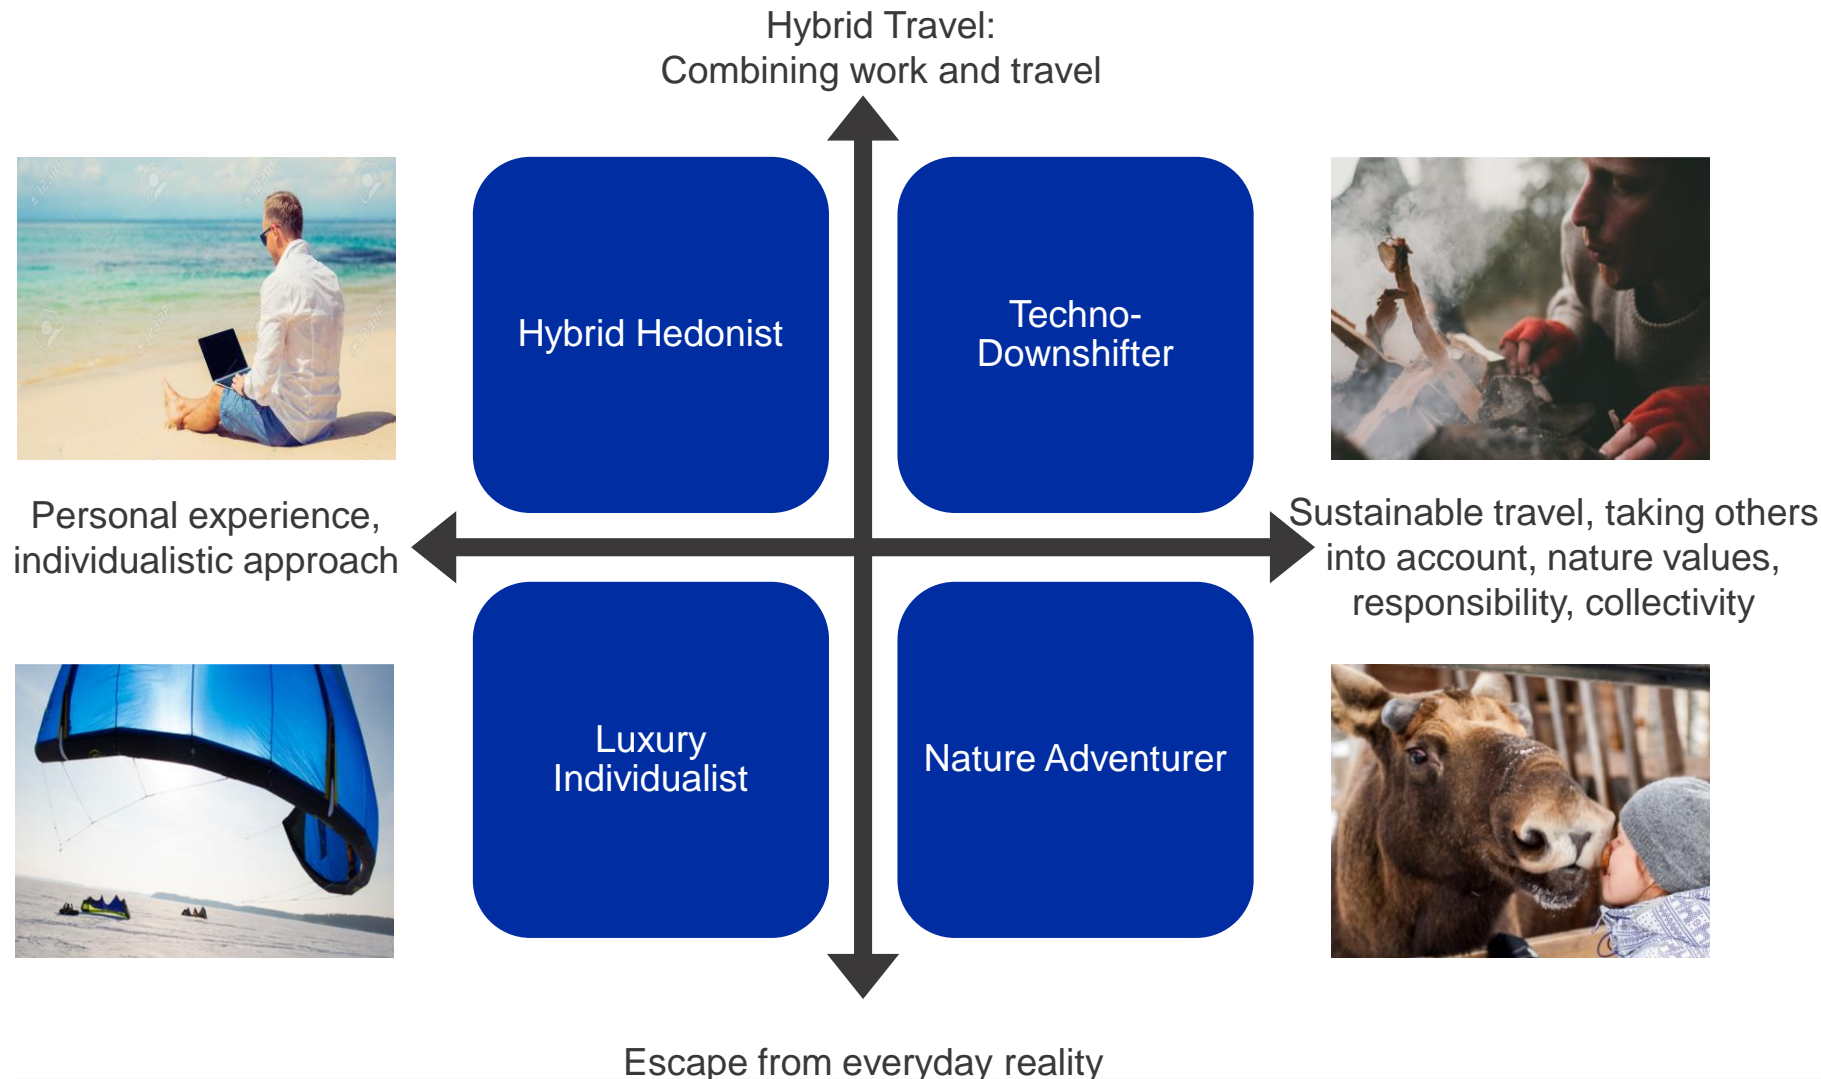 Hybrid Travel:
Combining work and travel
Hybrid Hedonist
Techno-
Downshifter
Personal experience,
individualistic approach
Sustainable travel, taking others
into account, nature values,
responsibility, collectivity
Luxury
Individualist
Nature Adventurer
Escape from everyday reality